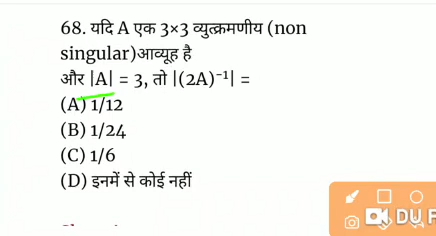 68. यदि A एक 3×3 व्युत्क्रमणीय (non
singular)आव्यूह है
और |A| = 3, तो |(2A)⁻¹| =
(A) 1/12
(B) 1/24
(C) 1/6
(D) इनमें से कोई नहीं
DU F